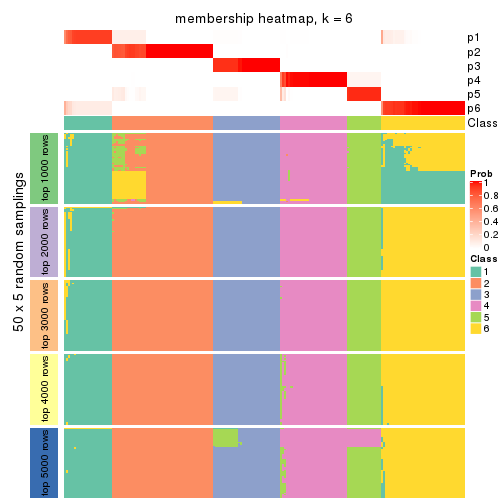 membership heatmap, k = 6
p1
p2
p3
p4
p5
p6
Class
50 x 5 random samplings
top 1000 rows
top 2000 rows
top 3000 rows
top 4000 rows
top 5000 rows
Prob
1
0.8
0.6
0.4
0.2
0
Class
1
2
3
4
5
6